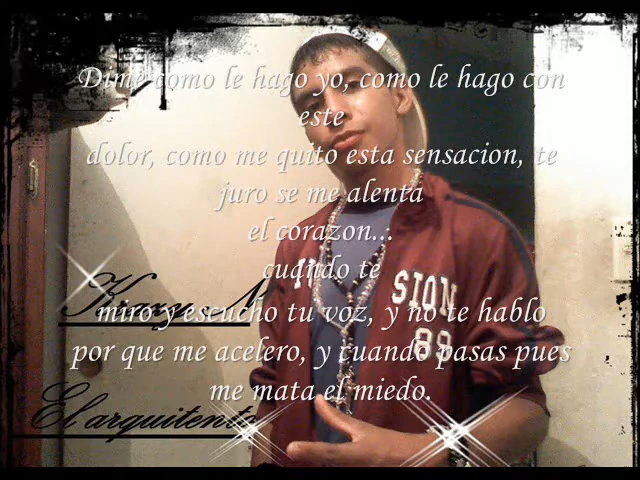 Dime como le hago yo, como le hago con
este
dolor, como me quito esta sensacion, te
juro se me alenta
el corazon...
cuando te
Krazy . M
miro y escucho tu voz, y no te hablo
SION
por que me acelero, y cuando pasas pues
89
me mata el miedo.
El arquitento